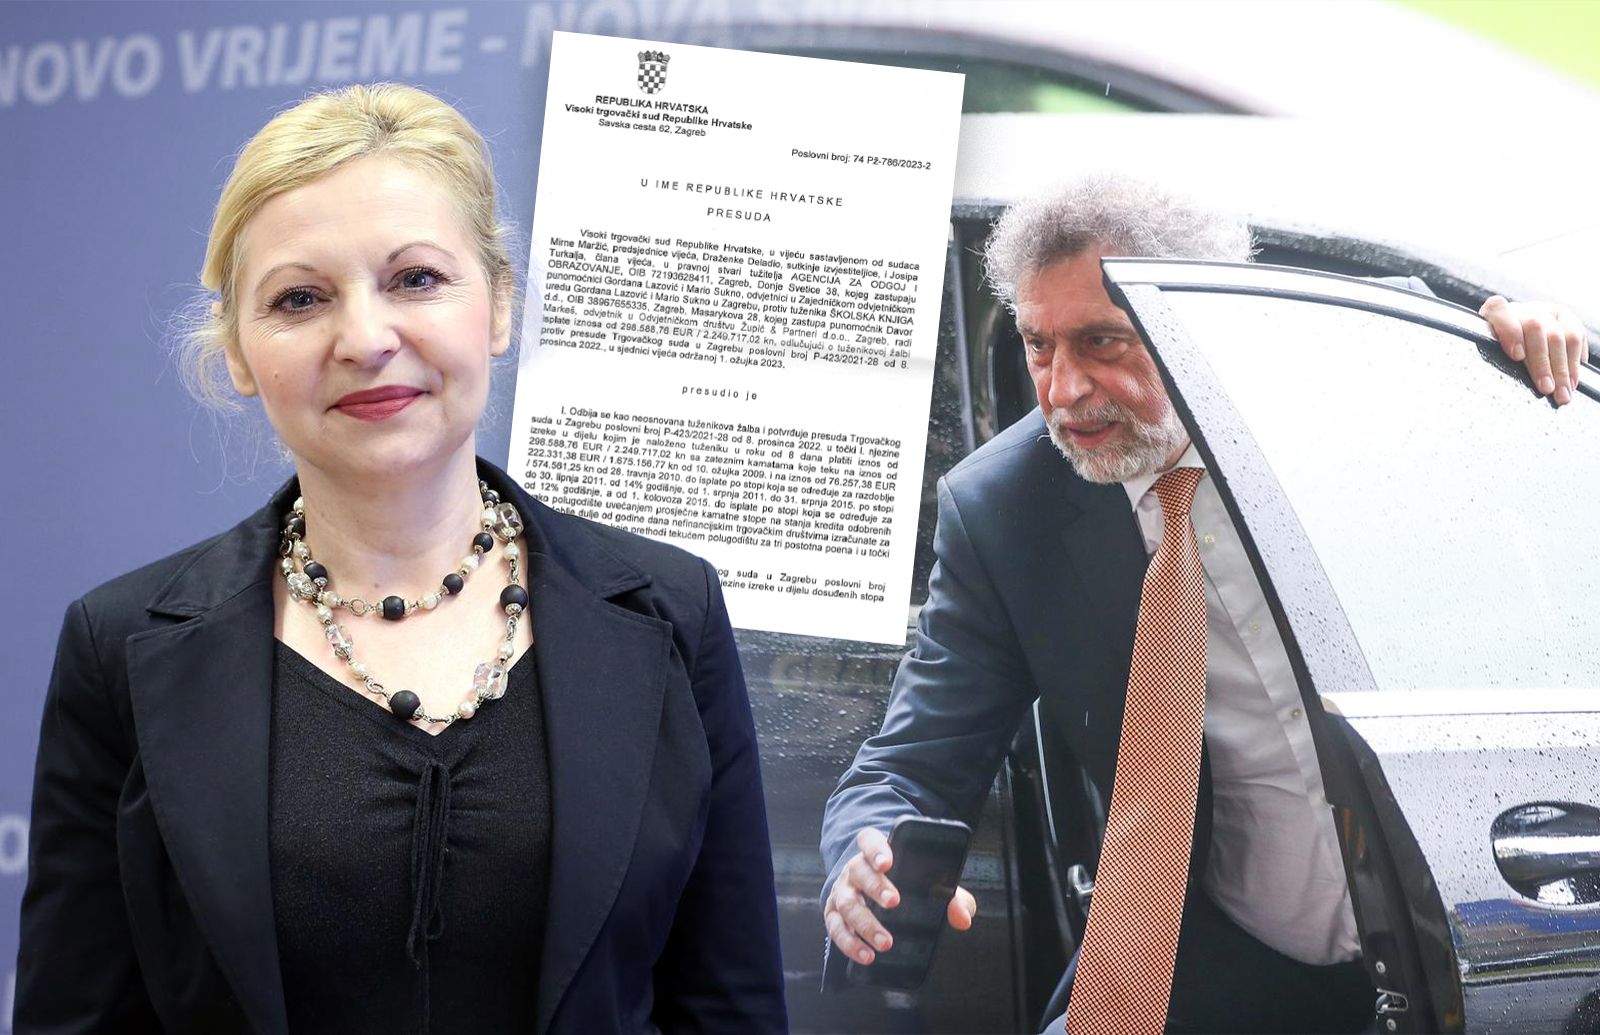 NOVO VRIJEME - NOVA
REPUBLIKA HRVATSKA
Visoki trgovački sud Republike Hrvatske
Savska cesta 62, Zagreb
Poslovni broj: 74 Pž-786/2023-2
U IME REPUBLIKE HRVATSKE
PRESUDA
Visoki trgovački sud Republike Hrvatske, u vijeću sastavljenom od sudaca
Mirne Maržić, predsjednice vijeća, Draženke Deladio, sutkinje izvjestiteljice, i Josipa
Turkalja, člana vijeća, u pravnoj stvari tužitelja AGENCIJA ZA ODGOJ I
OBRAZOVANJE, OIB 72193628411, Zagreb, Donje Svetice 38, kojeg zastupaju
punomoćnici Gordana Lazović i Mario Sukno, odvjetnici u Zajedničkom odvjetničkom
uredu Gordana Lazović i Mario Sukno u Zagrebu, protiv tuženika ŠKOLSKA KNJIGA
d.d., OIB 38967655335, Zagreb, Masarykova 28, kojeg zastupa punomoćnik Davor
Markeš, odvjetnik u Odvjetničkom društvu Župić & Partneri d.o.o., Zagreb, radi
isplate iznosa od 298.588,76 EUR / 2.249.717,02 kn, odlučujući o tuženikovoj žalbi
protiv presude Trgovačkog suda u Zagrebu poslovni broj P-423/2021-28 od 8.
prosinca 2022., u sjednici vijeća održanoj 1. ožujka 2023.
presudio je
I. Odbija se kao neosnovana tuženikova žalba i potvrđuje presuda Trgovačkog
suda u Zagrebu poslovni broj P-423/2021-28 od 8. prosinca 2022. u točki I. njezine
izreke u dijelu kojim je naloženo tuženiku u roku od 8 dana platiti iznos od
298.588,76 EUR / 2.249.717,02 kn sa zateznim kamatama koje teku na iznos od
222.331,38 EUR / 1.675.156,77 kn od 10. ožujka 2009. i na iznos od 76.257,38 EUR
/ 574.561,25 kn od 28. travnja 2010. do isplate po stopi koja se određuje za razdoblje
do 30. lipnja 2011. od 14% godišnje, od 1. srpnja 2011. do 31. srpnja 2015. po stopi
od 12% godišnje, a od 1. kolovoza 2015. do isplate po stopi koja se određuje za
svako polugodište uvećanjem prosječne kamatne stope na stanja kredita odobrenih
dulje od godine dana nefinancijskim trgovačkim društvima izračunate za
prethodi tekućem polugodištu za tri postotna poena i u točki
suda u Zagrebu poslovni broj
njezine izreke u dijelu dosuđenih stopa